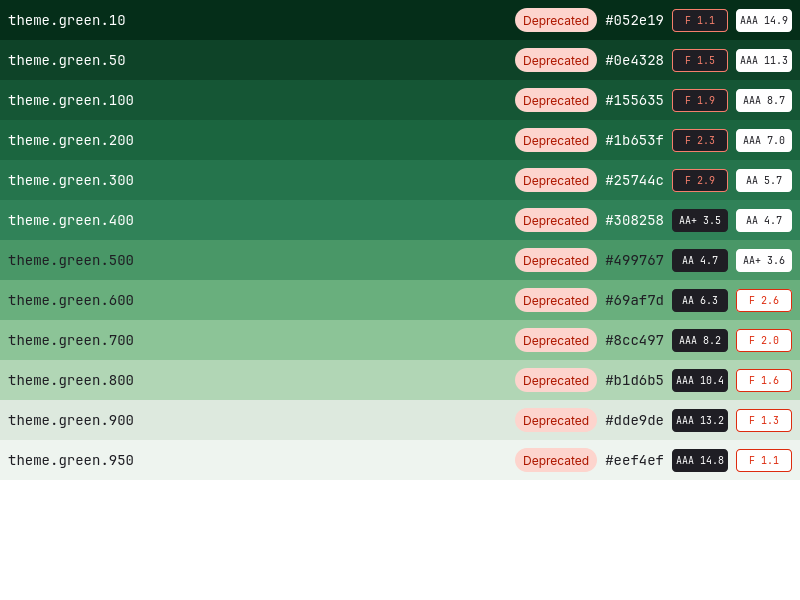 theme.green.10 Deprecated #052e19 F 1.1 AAA 14.9
theme.green.50 Deprecated #0e4328 F 1.5 AAA 11.3
theme.green.100 Deprecated #155635 F 1.9 AAA 8.7
theme.green.200 Deprecated #1b653f F 2.3 AAA 7.0
theme.green.300 Deprecated #25744c F 2.9 AA 5.7
theme.green.400 Deprecated #308258 AA+ 3.5 AA 4.7
theme.green.500 Deprecated #499767 AA 4.7 AA+ 3.6
theme.green.600 Deprecated #69af7d AA 6.3 F 2.6
theme.green.700 Deprecated #8cc497 AAA 8.2 F 2.0
theme.green.800 Deprecated #b1d6b5 AAA 10.4 F 1.6
theme.green.900 Deprecated #dde9de AAA 13.2 F 1.3
theme.green.950 Deprecated #eef4ef AAA 14.8 F 1.1